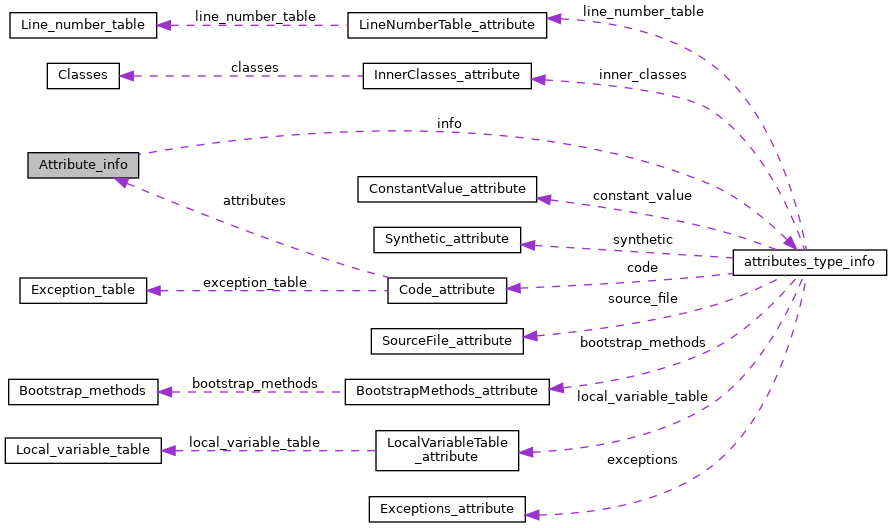 line_number_table
Line_number_table
line_number_table
LineNumberTable_attribute
Classes
classes
InnerClasses_attribute
inner_classes
info
Attribute_info
attributes
ConstantValue_attribute
constant_value
Synthetic_attribute
synthetic
attributes_type_info
code
Exception_table
exception_table
Code_attribute
source_file
SourceFile_attribute
bootstrap_methods
Bootstrap_methods
bootstrap_methods
BootstrapMethods_attribute
local_variable_table
Local_variable_table
local_variable_table
LocalVariableTable
_attribute
exceptions
Exceptions_attribute